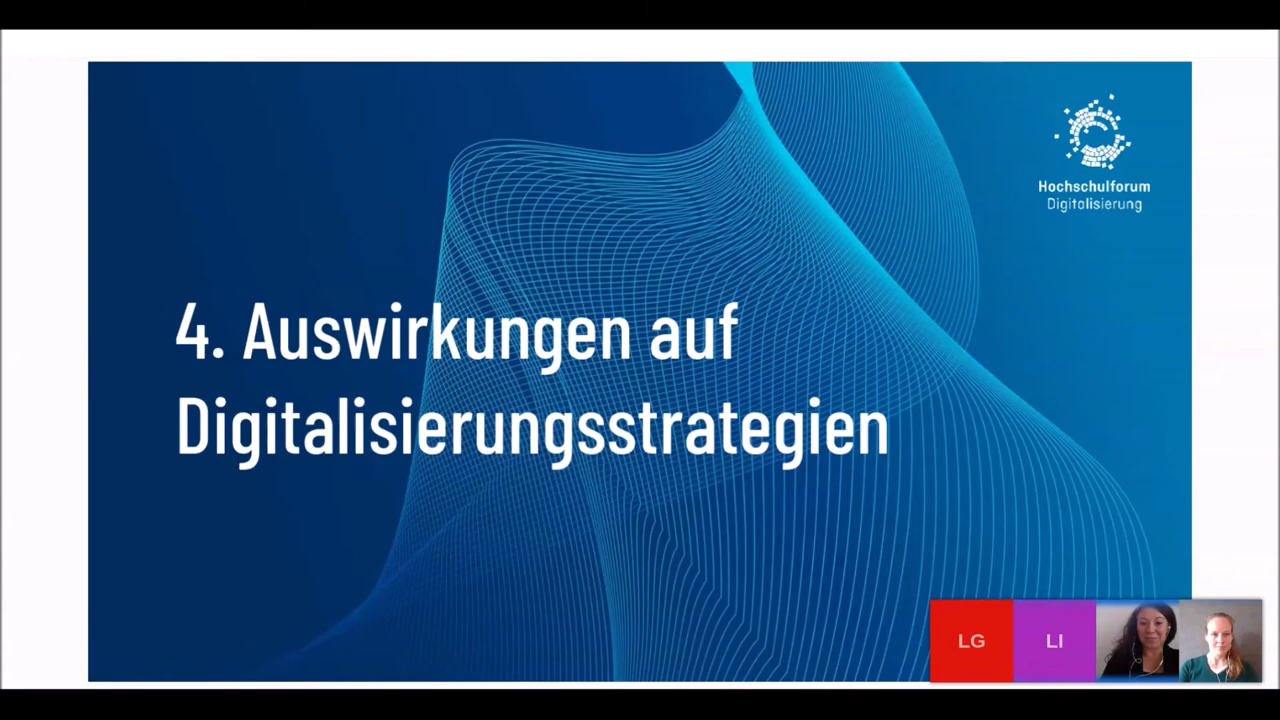 Hochschulforum
Digitalisierung
4. Auswirkungen auf
Digitalisierungsstrategien
LG
LI